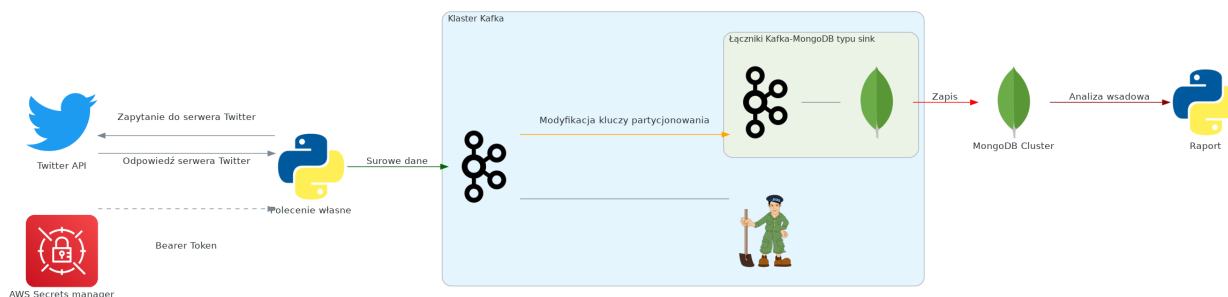 Klaster Kafka
Łączniki Kafka-MongoDB typu sink
Zapytanie do serwera Twitter
Odpowiedź serwera Twitter
Twitter API
Surowe dane
Polecenie własne
Modyfikacja kluczy partycjonowania
Zapis
MongoDB Cluster
Analiza wsadowa
Raport
Bearer Token
AWS Secrets manager